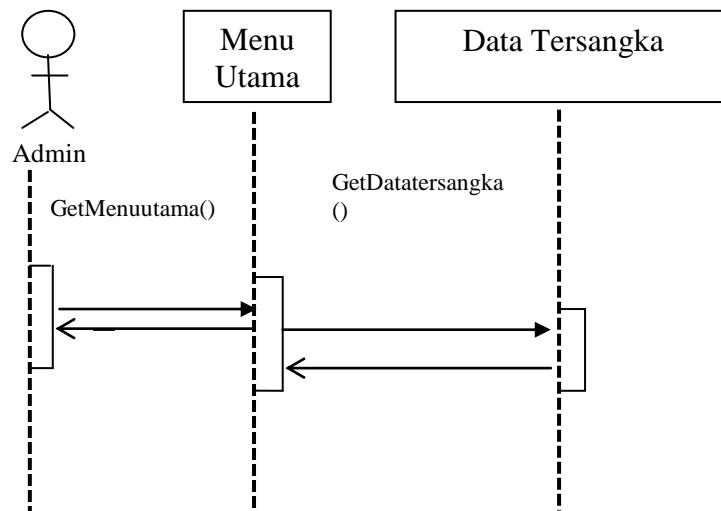 Menu
Utama
Data Tersangka
Admin
GetMenuutama()
GetDatatersangka
()